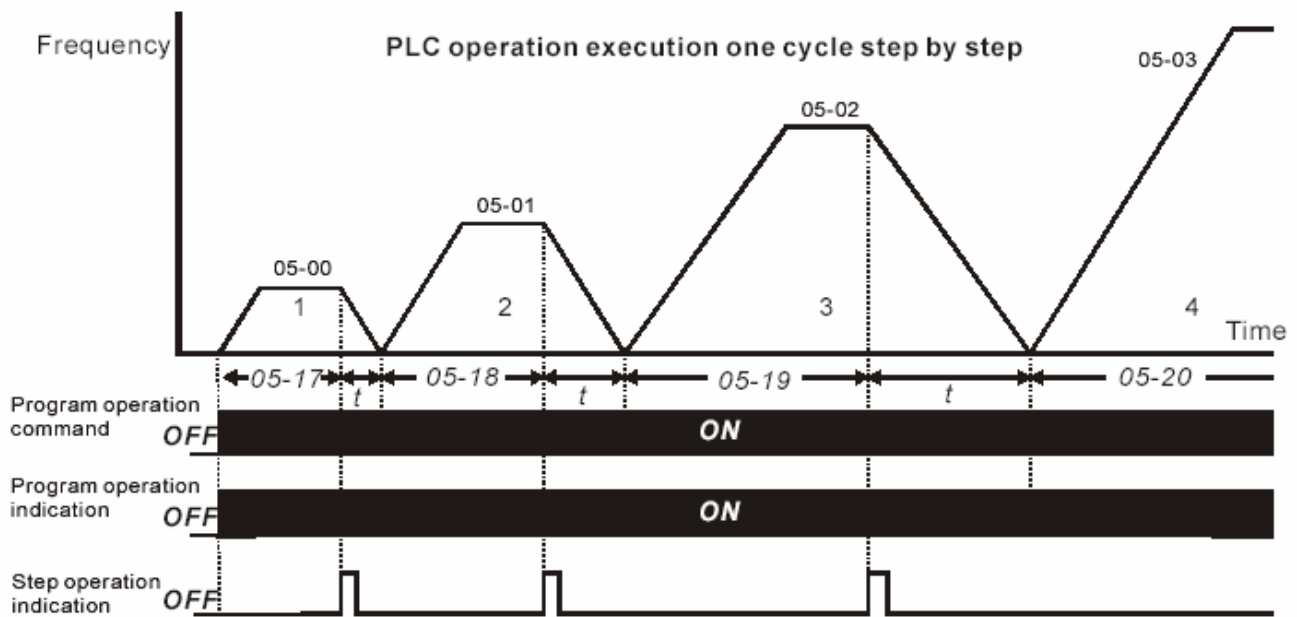 Frequency
PLC operation execution one cycle step by step
05-03
05-02
05-01
05-00
1
2
3
4
Time
05-17
t
05-18
t
05-19
t
05-20
Program operation
command
OFF
ON
Program operation
indication
OFF
ON
Step operation
indication
OFF